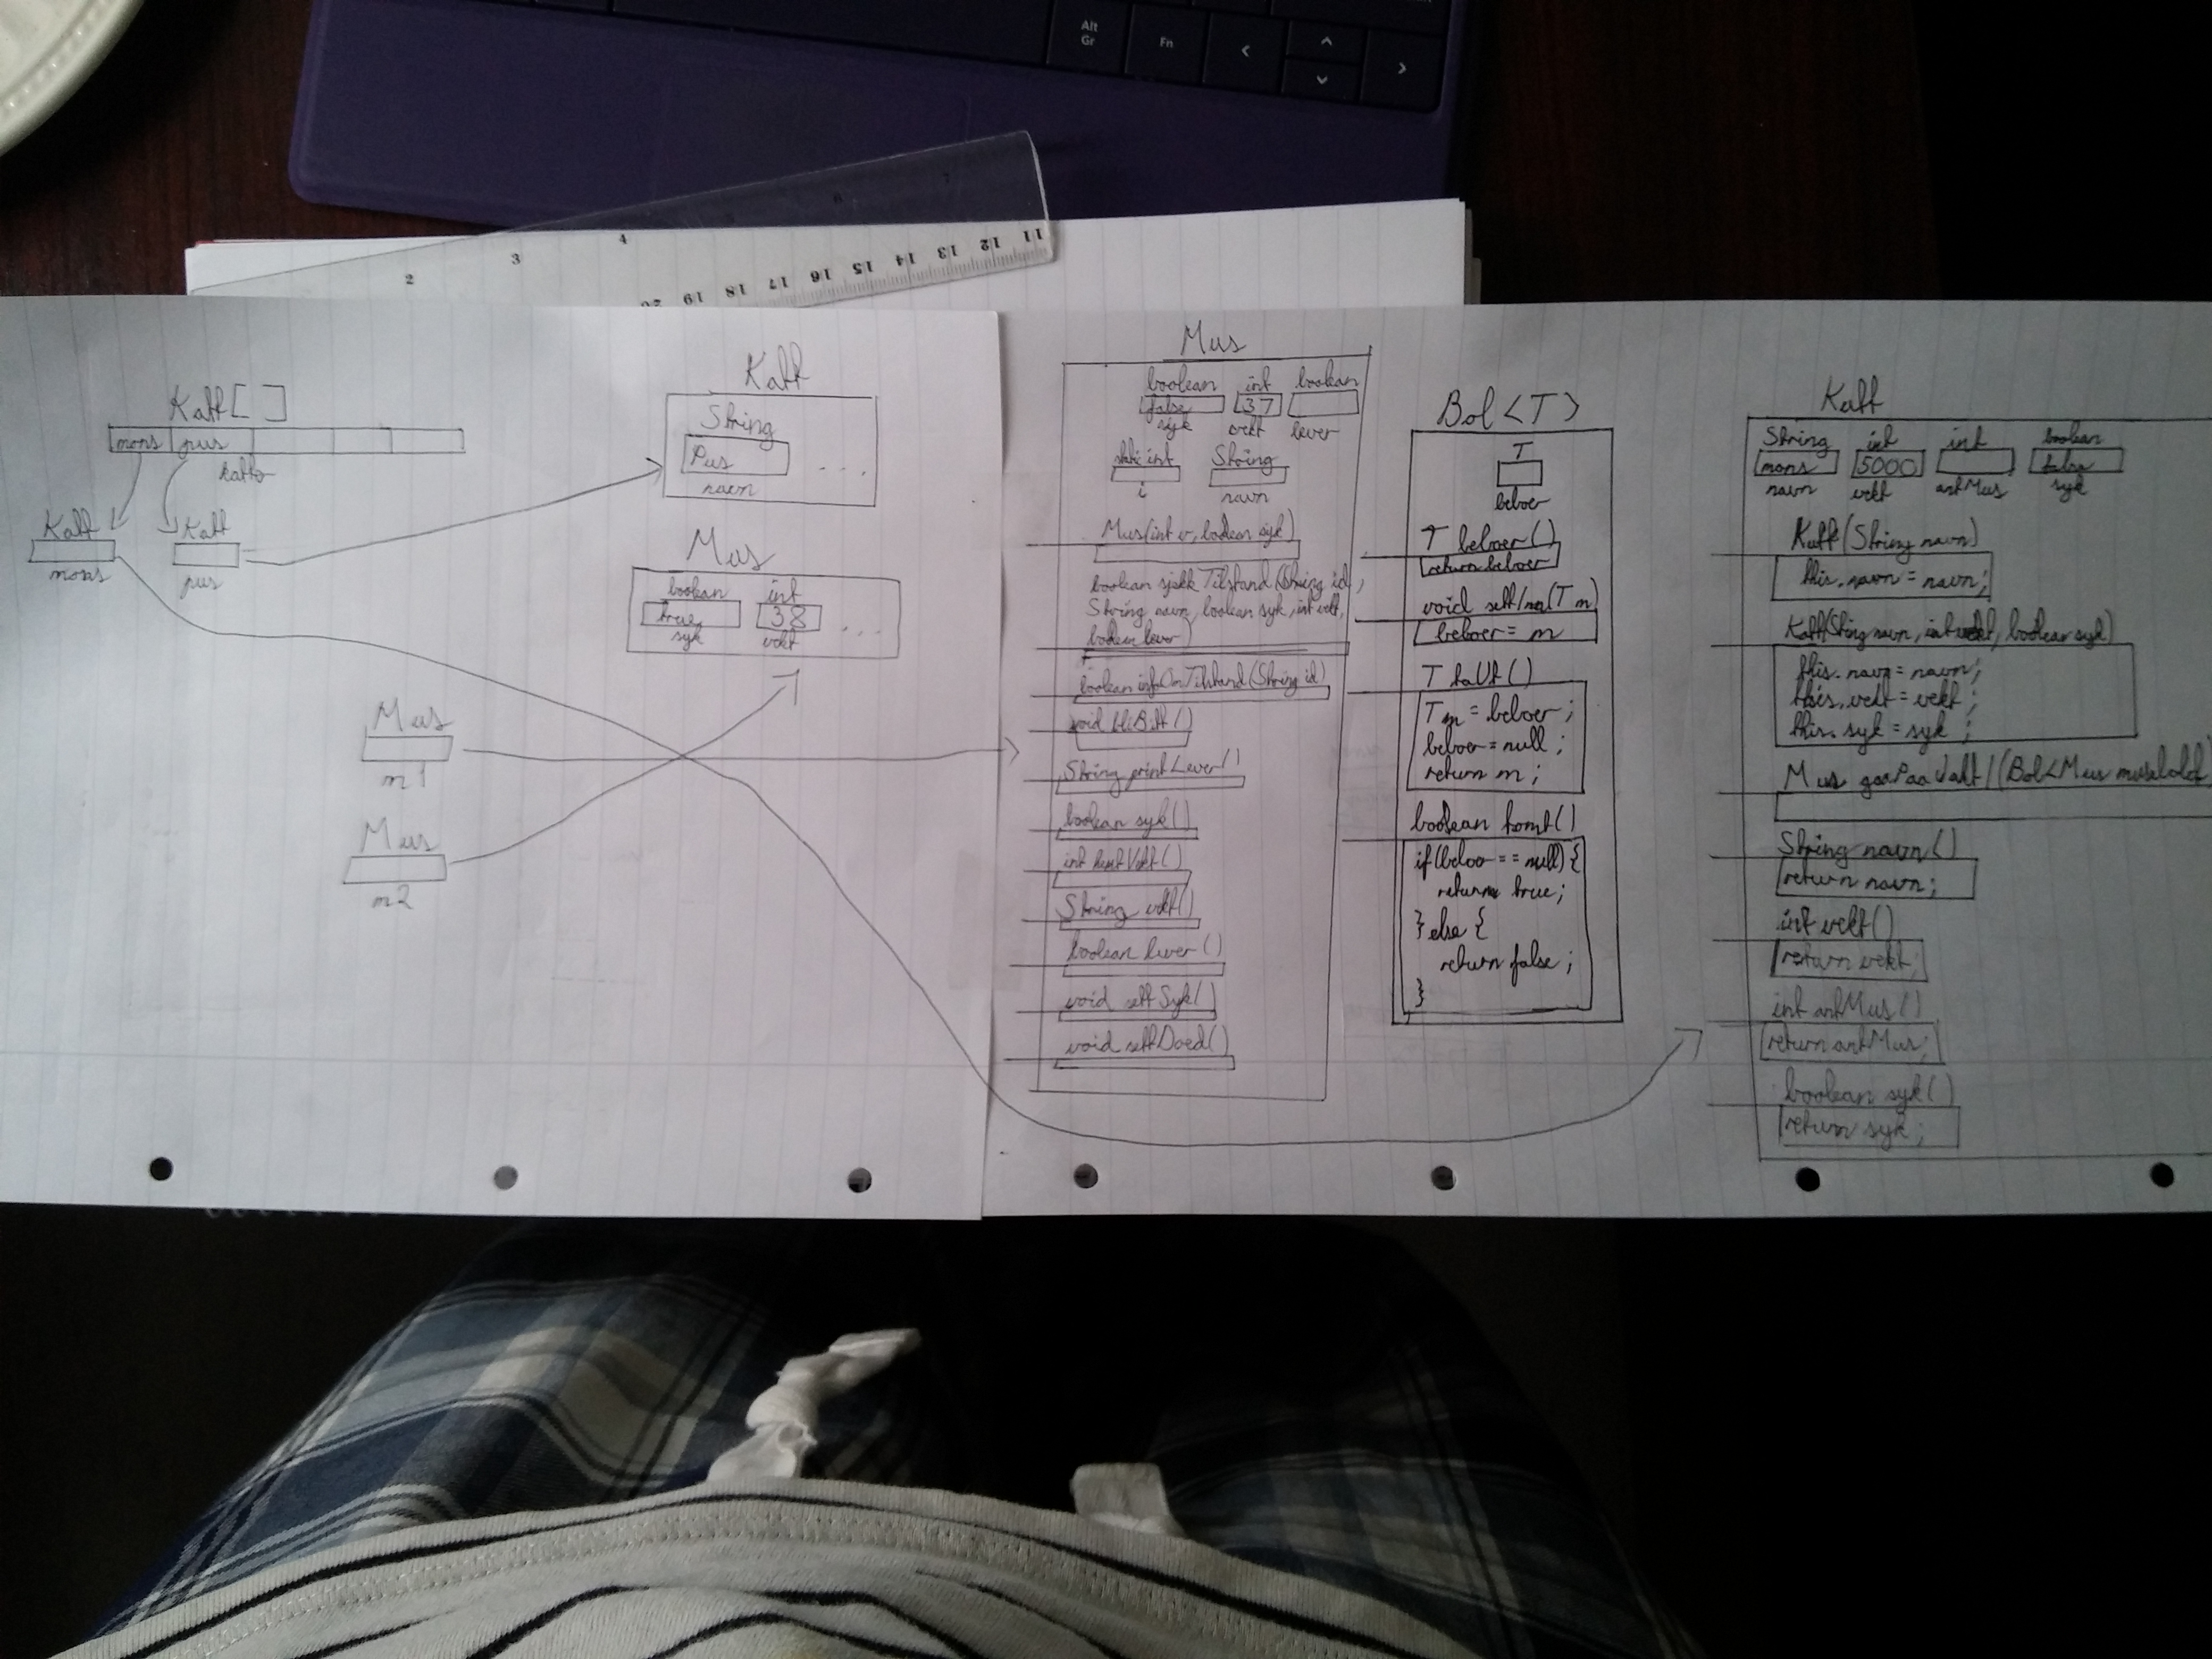 Alt
Gr
Fn
<
^
v
>
2
3
4
6
7
20 19 18 17 16 15 14 13 12 11
Katt[ ]
mons pus
Katt
mons
Katt
pus
Katt
String
Pus
navn
...
Mus
boolean int
true 38
syk vekt
...
Mus
m1
Mus
m2
Mus
boolean int boolean
false 37
syk vekt lever
static int String
i navn
Mus(int v, boolean syk)
boolean sjekkTilstand(String id,
String navn, boolean syk, int vekt,
boolean lever)
boolean infoOmTilstand(String id)
void bliBitt()
String printLever()
boolean syk()
int hentVekt()
String vekt()
boolean lever()
void settSyk()
void settDoed()
Bol<T>
T
beboer
T beboer()
return beboer
void settInn(T m)
beboer = m
T taUt()
T m = beboer ;
beboer = null ;
return m ;
boolean tomt()
if(beboer == null) {
return true;
} else {
return false ;
}
Katt
String int int boolean
mons 5000 false
navn vekt antMus syk
Katt(String navn)
this.navn = navn;
Katt(String navn, int vekt, boolean syk)
this.navn = navn;
this.vekt = vekt ;
this.syk = syk ;
Mus gaaPaaJakt(Bol<Mus
String navn()
return navn;
int vekt()
return vekt;
int antMus()
return antMus;
boolean syk()
return syk ;